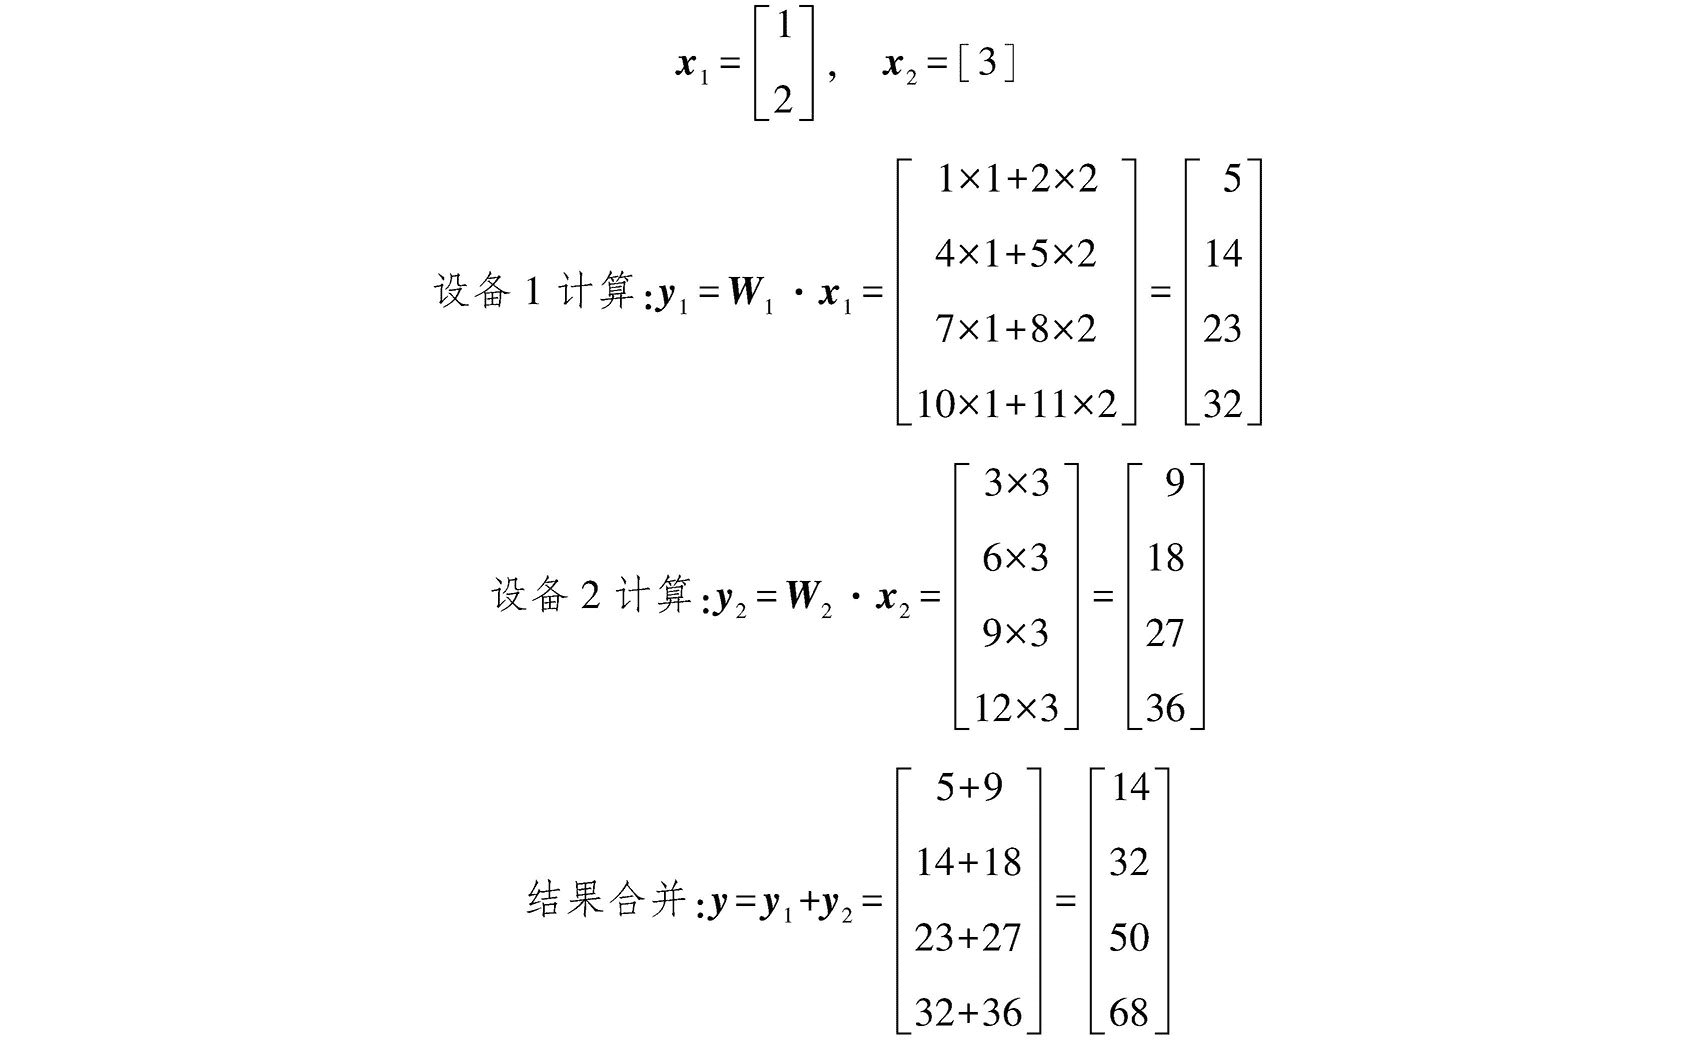 x₁=[1 2], x₂=[3]
设备1计算:y₁=W₁·x₁=[1×1+2×2 4×1+5×2 7×1+8×2 10×1+11×2]=[5 14 23 32]
设备2计算:y₂=W₂·x₂=[3×3 6×3 9×3 12×3]=[9 18 27 36]
结果合并:y=y₁+y₂=[5+9 14+18 23+27 32+36]=[14 32 50 68]